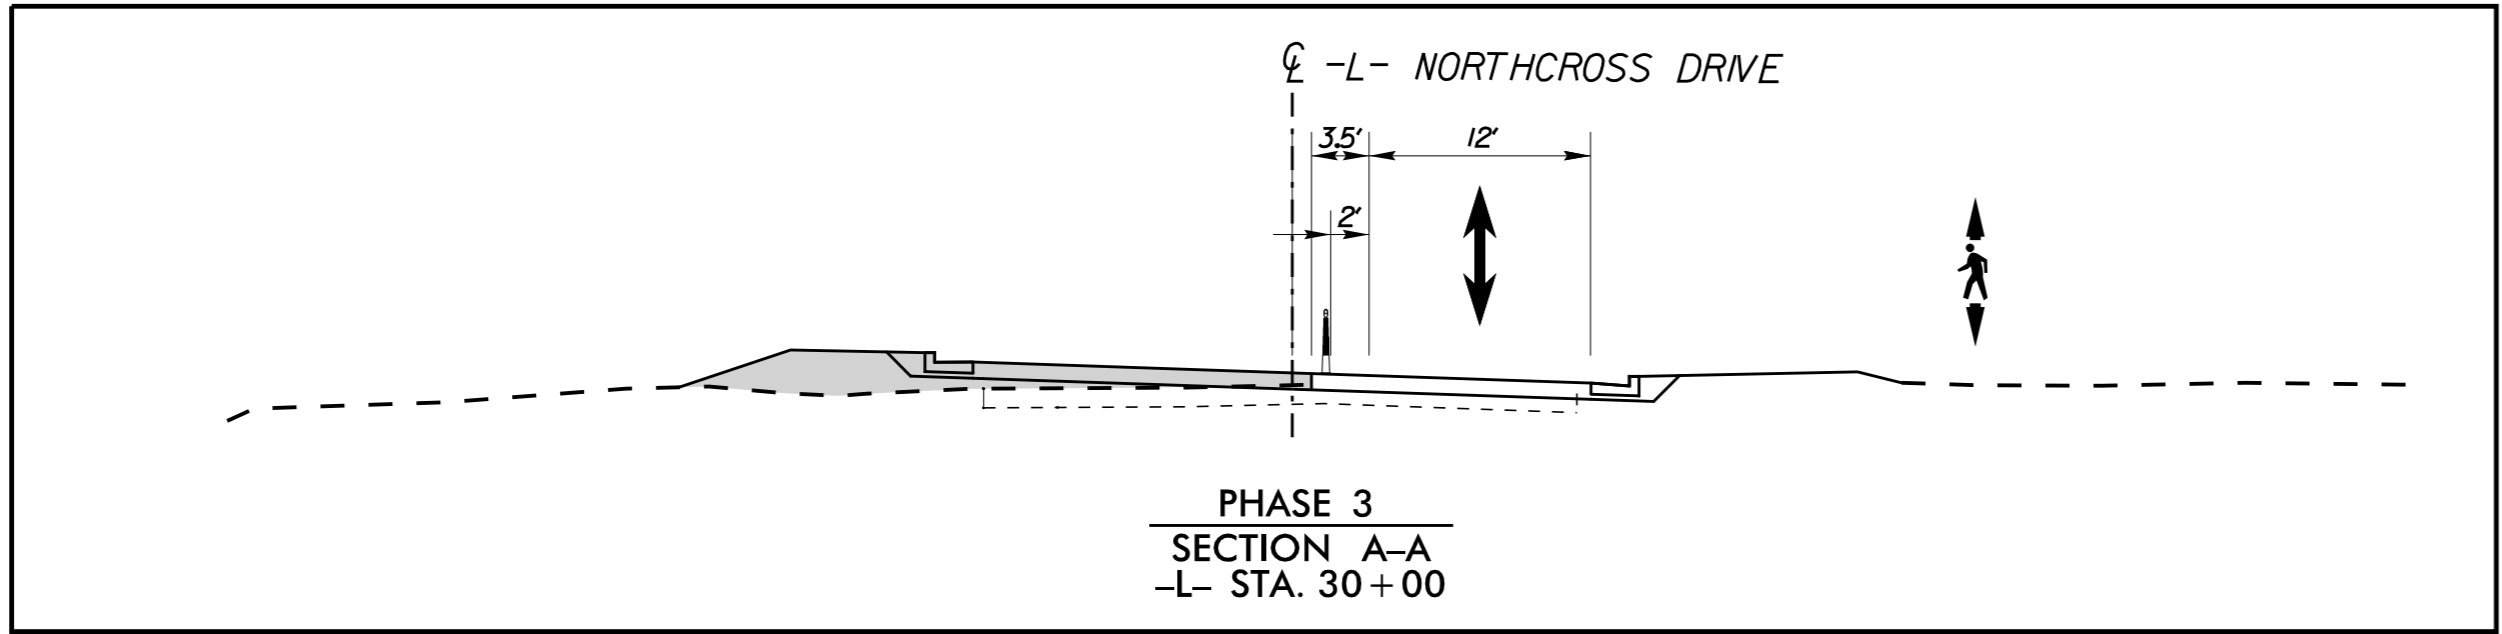 ℄ -L- NORTHCROSS DRIVE
3.5' 12'
2'
PHASE 3
SECTION A-A
-L- STA. 30+00